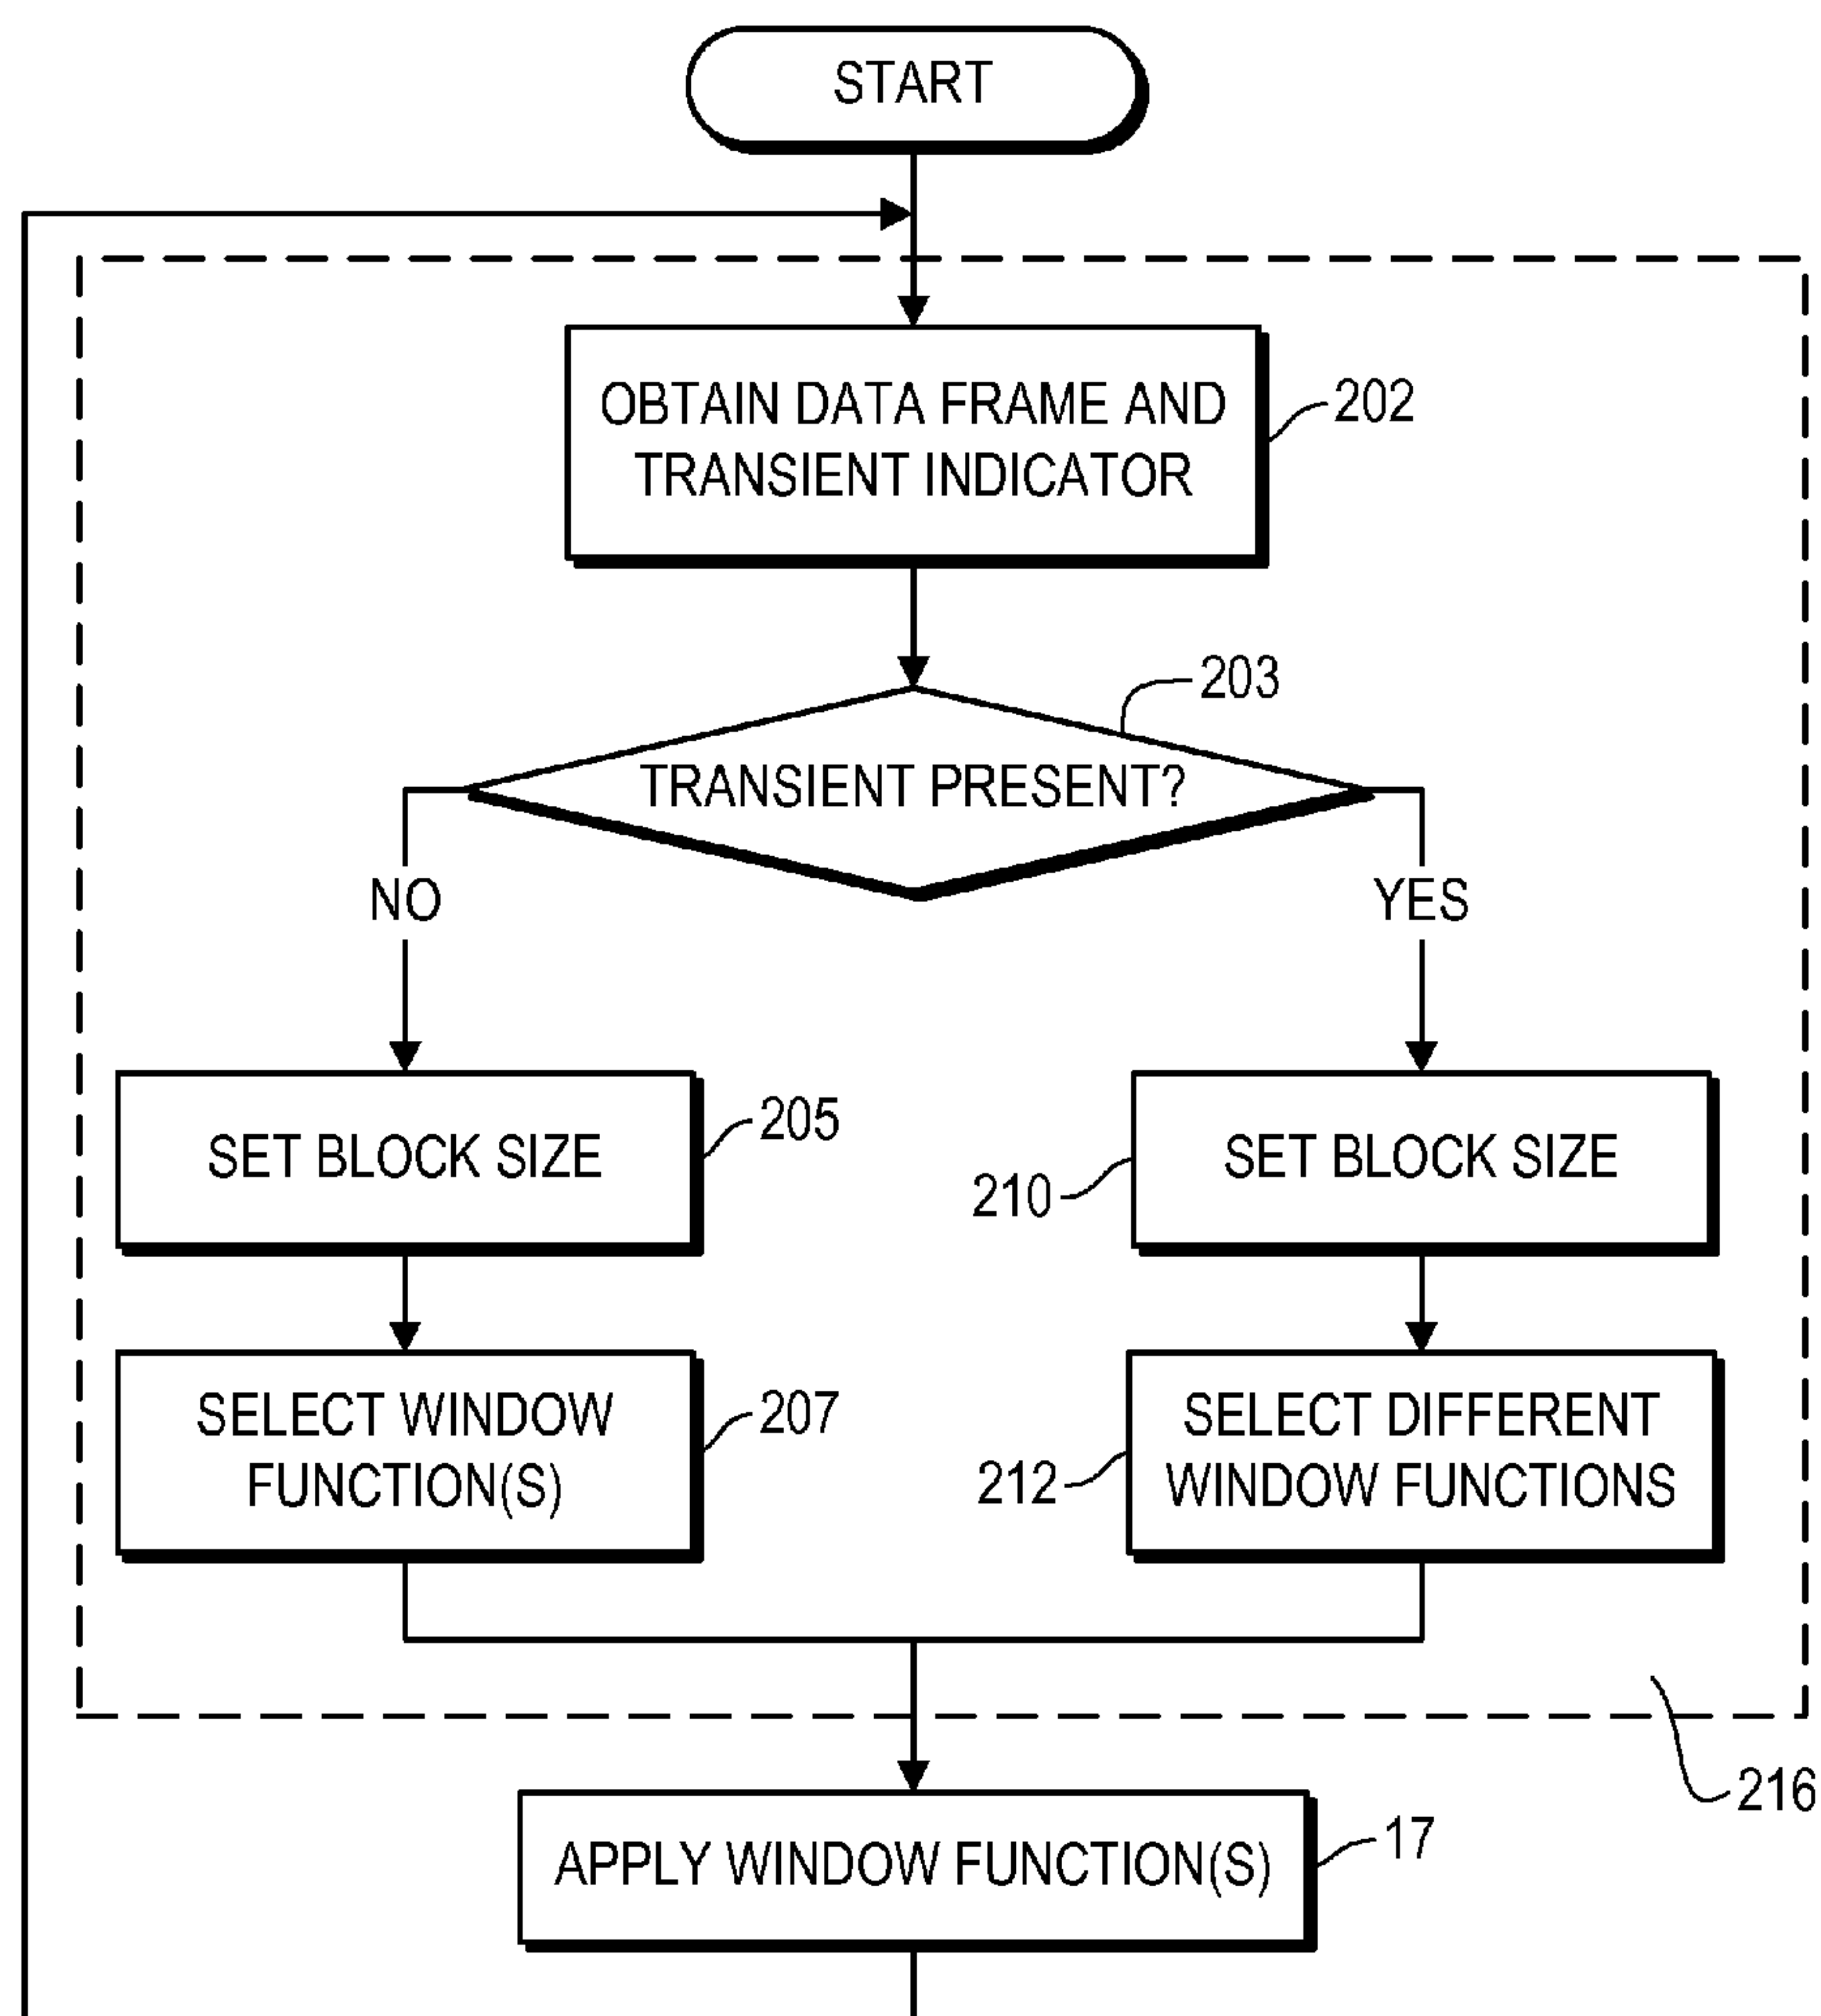 START
OBTAIN DATA FRAME AND
TRANSIENT INDICATOR
202
203
TRANSIENT PRESENT?
NO
YES
SET BLOCK SIZE
205
SET BLOCK SIZE
210
SELECT WINDOW
FUNCTION(S)
207
SELECT DIFFERENT
WINDOW FUNCTIONS
212
216
APPLY WINDOW FUNCTION(S)
17